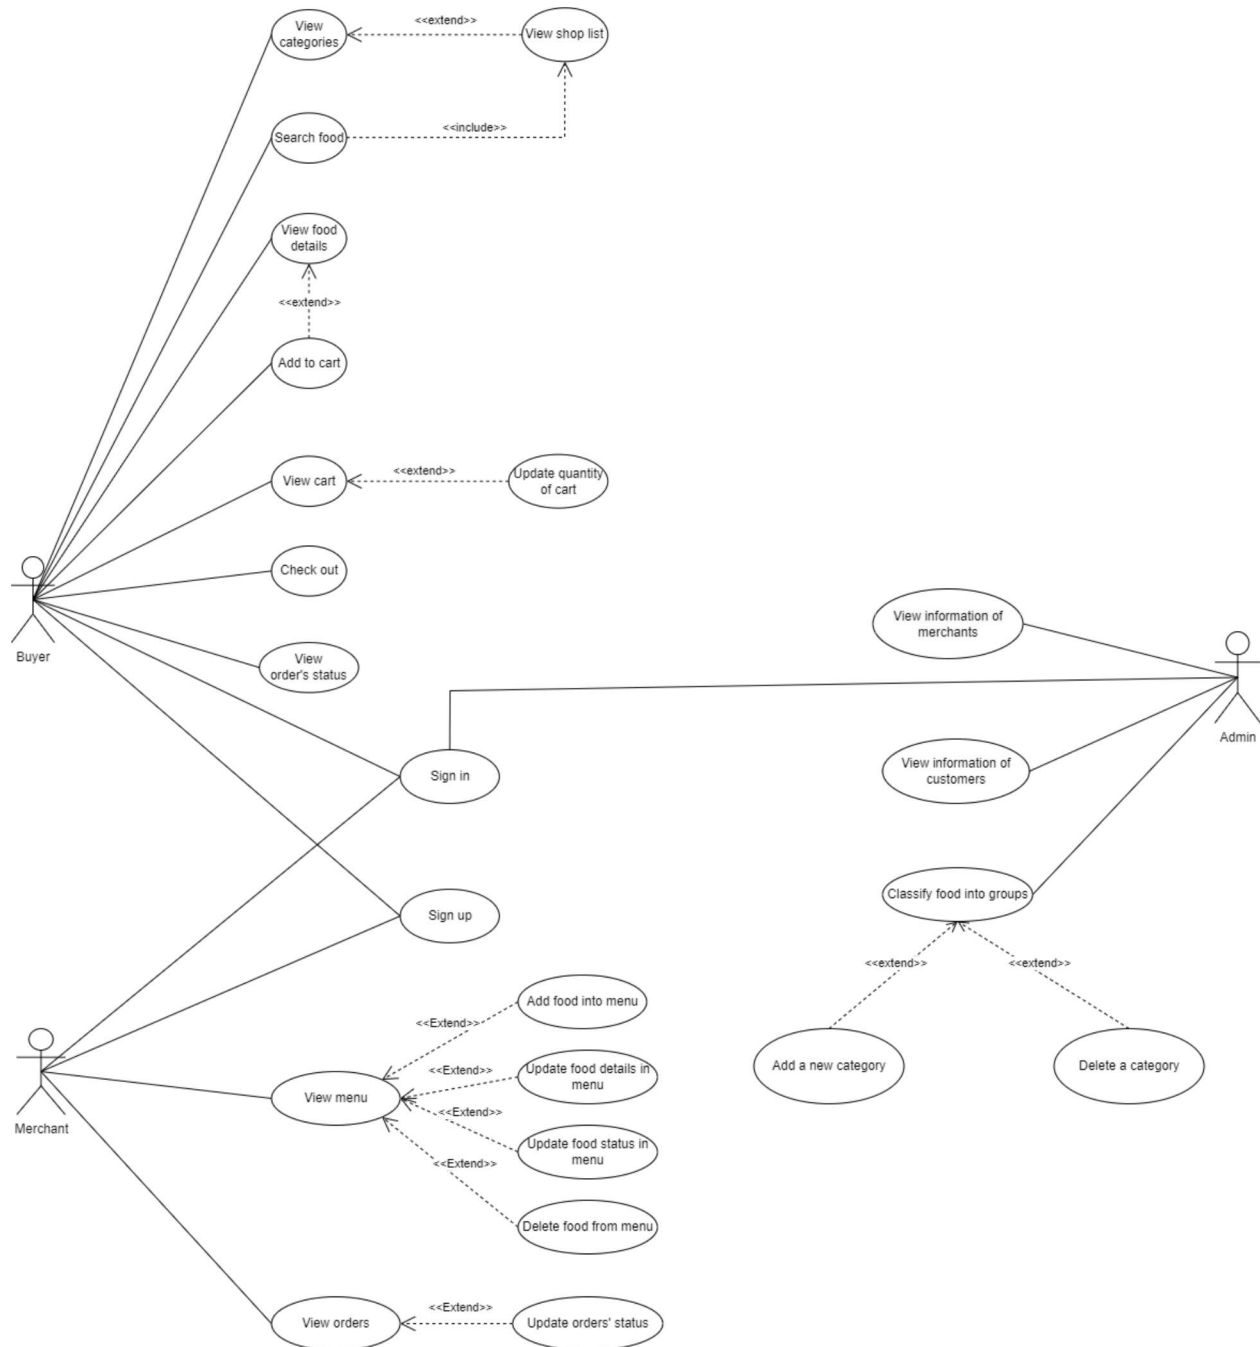 View
categories
<<extend>>
View shop list
Search food
<<include>>
View food
details
<<extend>>
Add to cart
View cart
<<extend>>
Update quantity
of cart
Check out
Buyer
View
order's status
View information of
merchants
Admin
Sign in
View information of
customers
Sign up
Classify food into groups
<<extend>>
<<extend>>
Add a new category
Delete a category
Merchant
View menu
<<Extend>>
Add food into menu
<<Extend>>
Update food details in
menu
<<Extend>>
Update food status in
menu
<<Extend>>
Delete food from menu
View orders
<<Extend>>
Update orders' status